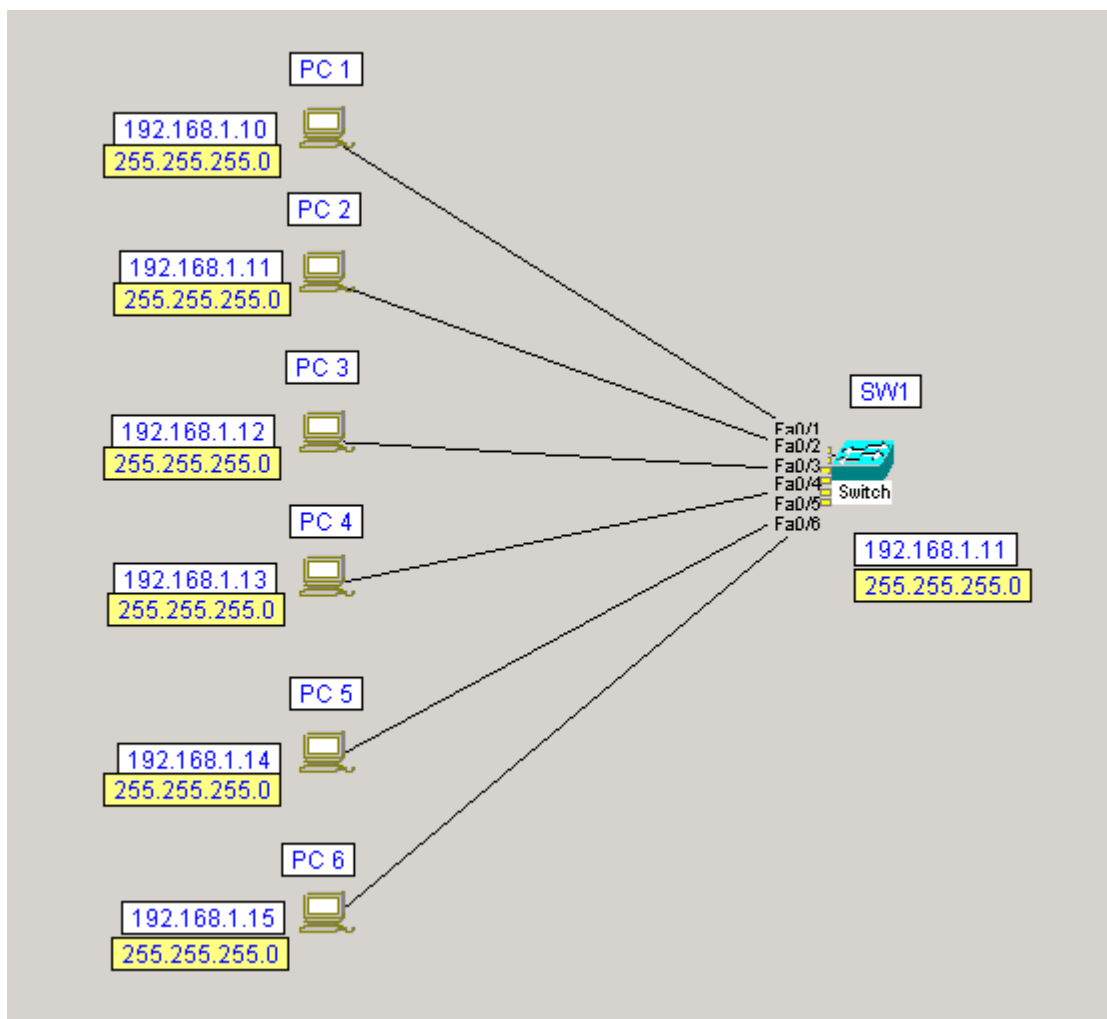 PC 1
192.168.1.10
255.255.255.0
PC 2
192.168.1.11
255.255.255.0
PC 3
192.168.1.12
255.255.255.0
PC 4
192.168.1.13
255.255.255.0
PC 5
192.168.1.14
255.255.255.0
PC 6
192.168.1.15
255.255.255.0
SW1
Fa0/1
Fa0/2
Fa0/3
Fa0/4
Fa0/5
Fa0/6
Switch
192.168.1.11
255.255.255.0